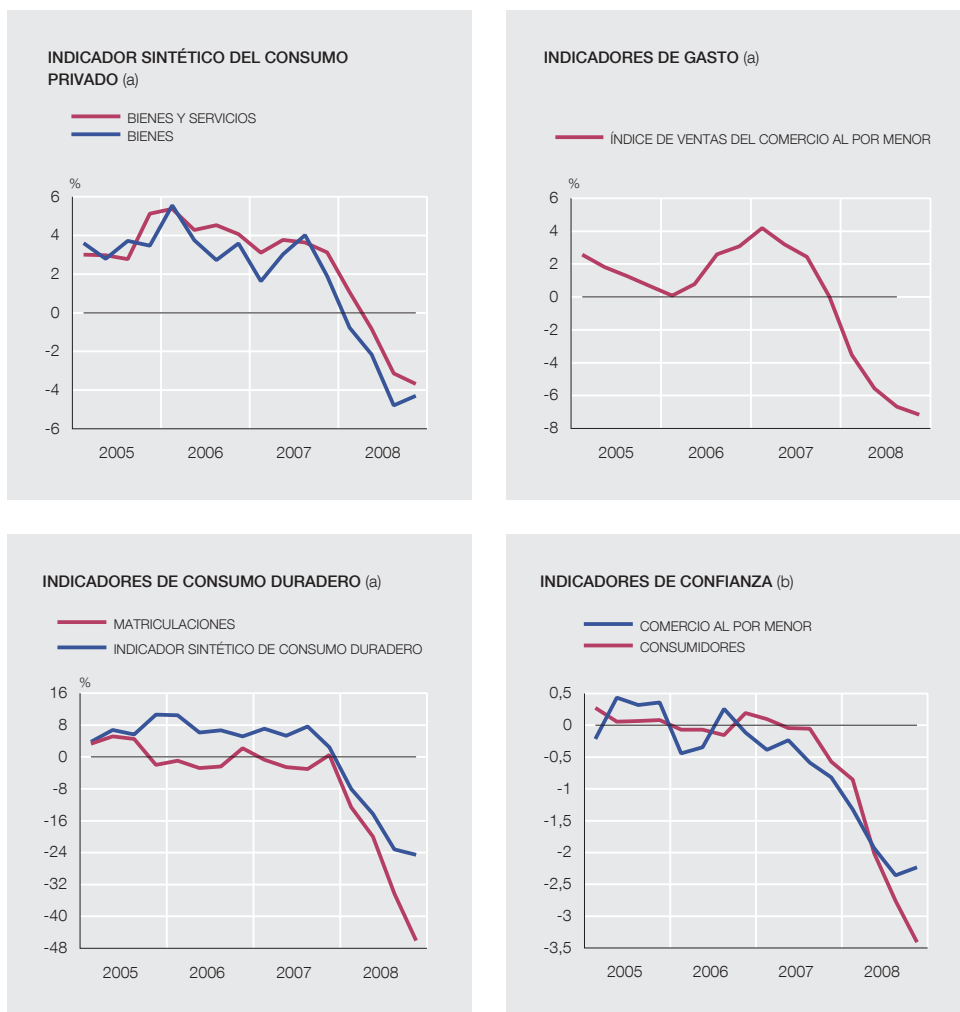 INDICADOR SINTÉTICO DEL CONSUMO
PRIVADO (a)
BIENES Y SERVICIOS
BIENES
%
6
4
2
0
-2
-4
-6
2005 2006 2007 2008
INDICADORES DE GASTO (a)
ÍNDICE DE VENTAS DEL COMERCIO AL POR MENOR
%
6
4
2
0
-2
-4
-6
-8
2005 2006 2007 2008
INDICADORES DE CONSUMO DURADERO (a)
MATRICULACIONES
INDICADOR SINTÉTICO DE CONSUMO DURADERO
%
16
8
0
-8
-16
-24
-32
-40
-48
2005 2006 2007 2008
INDICADORES DE CONFIANZA (b)
COMERCIO AL POR MENOR
CONSUMIDORES
0,5
0
-0,5
-1
-1,5
-2
-2,5
-3
-3,5
2005 2006 2007 2008